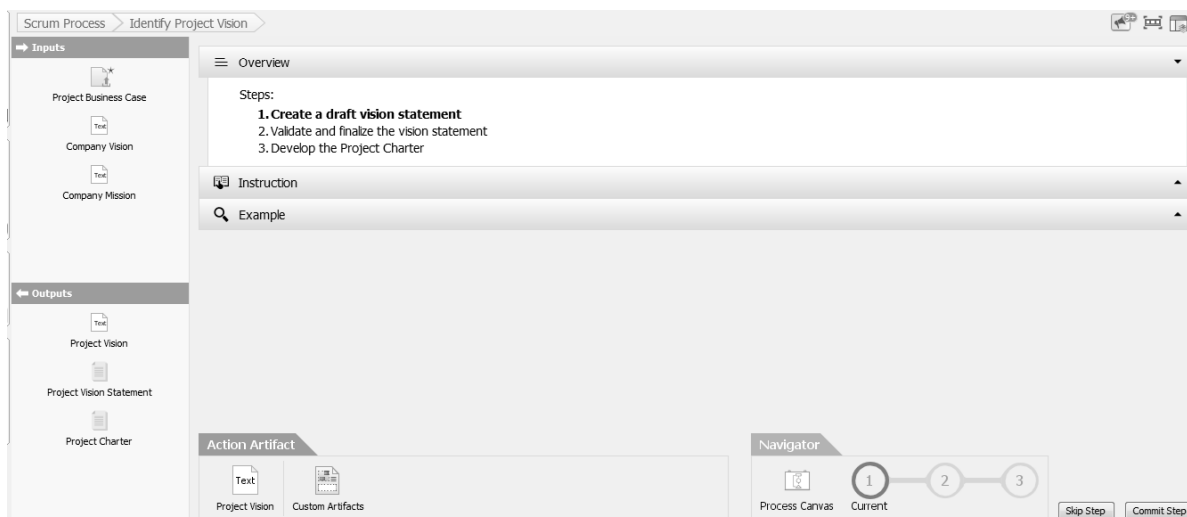 Scrum Process Identify Project Vision
Inputs
Project Business Case
Text
Company Vision
Text
Company Mission
Outputs
Text
Project Vision
Project Vision Statement
Project Charter
Overview
Steps:
1. Create a draft vision statement
2. Validate and finalize the vision statement
3. Develop the Project Charter
Instruction
Example
Action Artifact
Text
Project Vision Custom Artifacts
Navigator
1 2 3
Process Canvas Current
Skip Step Commit Step